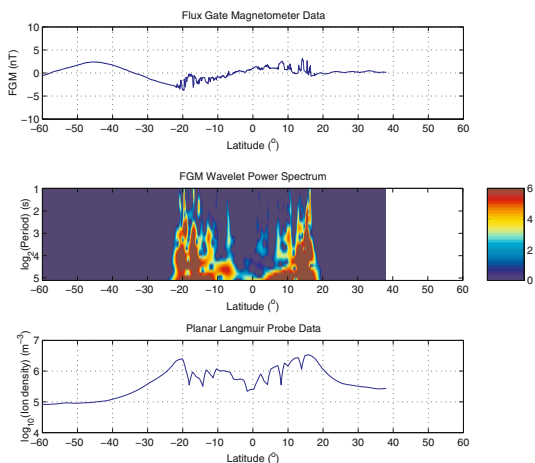 Flux Gate Magnetometer Data
10
5
0
−5
−10
FGM (nT)
−60 −50 −40 −30 −20 −10 0 10 20 30 40 50 60
Latitude (°)
FGM Wavelet Power Spectrum
1
2
3
4
5
log₂(Period) (s)
−60 −50 −40 −30 −20 −10 0 10 20 30 40 50 60
Latitude (°)
6
4
2
0
Planar Langmuir Probe Data
7
6
5
4
log₁₀(Ion density) (m⁻³)
−60 −50 −40 −30 −20 −10 0 10 20 30 40 50 60
Latitude (°)